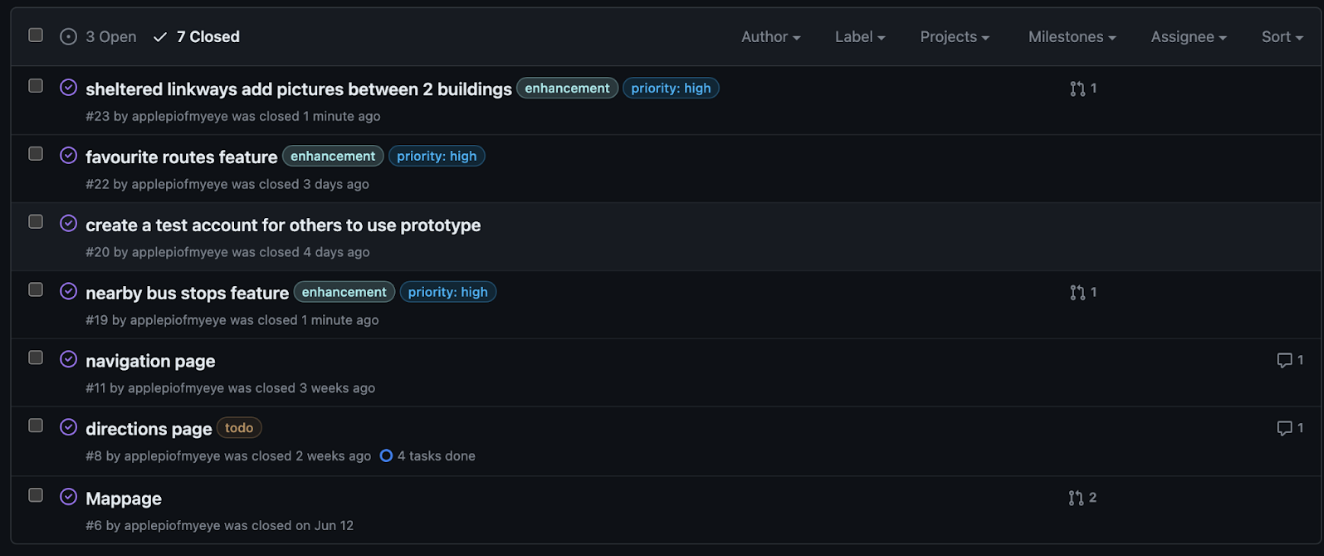 3 Open 7 Closed Author Label Projects Milestones Assignee Sort
sheltered linkways add pictures between 2 buildings enhancement priority: high 1
#23 by applepiofmyeye was closed 1 minute ago
favourite routes feature enhancement priority: high
#22 by applepiofmyeye was closed 3 days ago
create a test account for others to use prototype
#20 by applepiofmyeye was closed 4 days ago
nearby bus stops feature enhancement priority: high 1
#19 by applepiofmyeye was closed 1 minute ago
navigation page 1
#11 by applepiofmyeye was closed 3 weeks ago
directions page todo 1
#8 by applepiofmyeye was closed 2 weeks ago 4 tasks done
Mappage 2
#6 by applepiofmyeye was closed on Jun 12